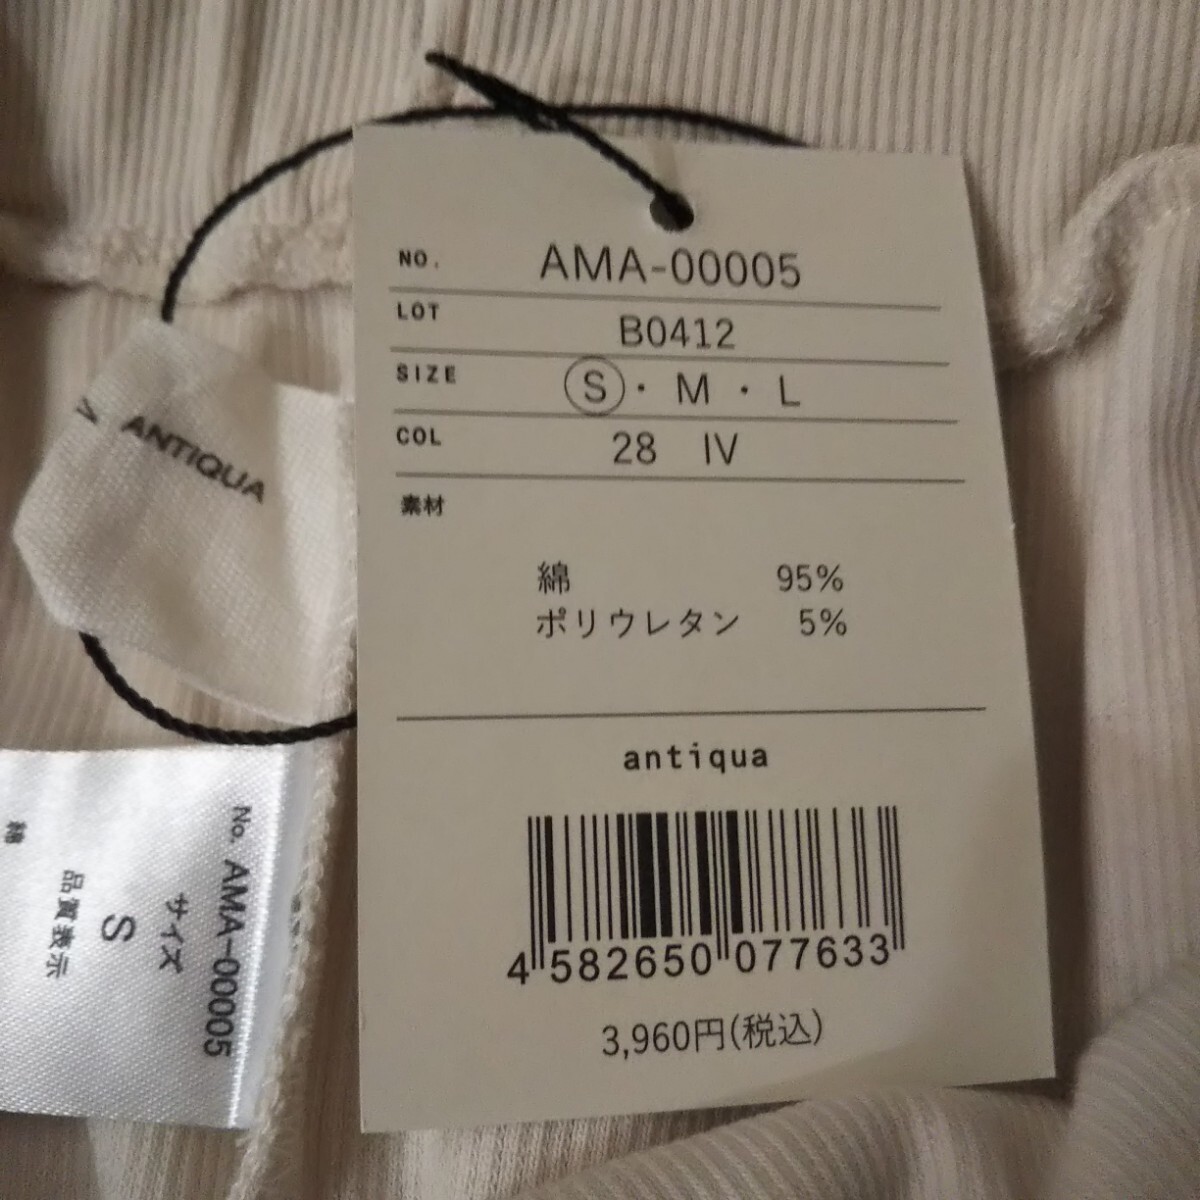 NO. AMA-00005
LOT B0412
SIZE S・M・L
COL 28 IV
素材
綿 95%
ポリウレタン 5%
antiqua
4 582650 077633
3,960円(税込)
ANTIQUA
No. AMA-00005
サイズ
S
品質表示
綿